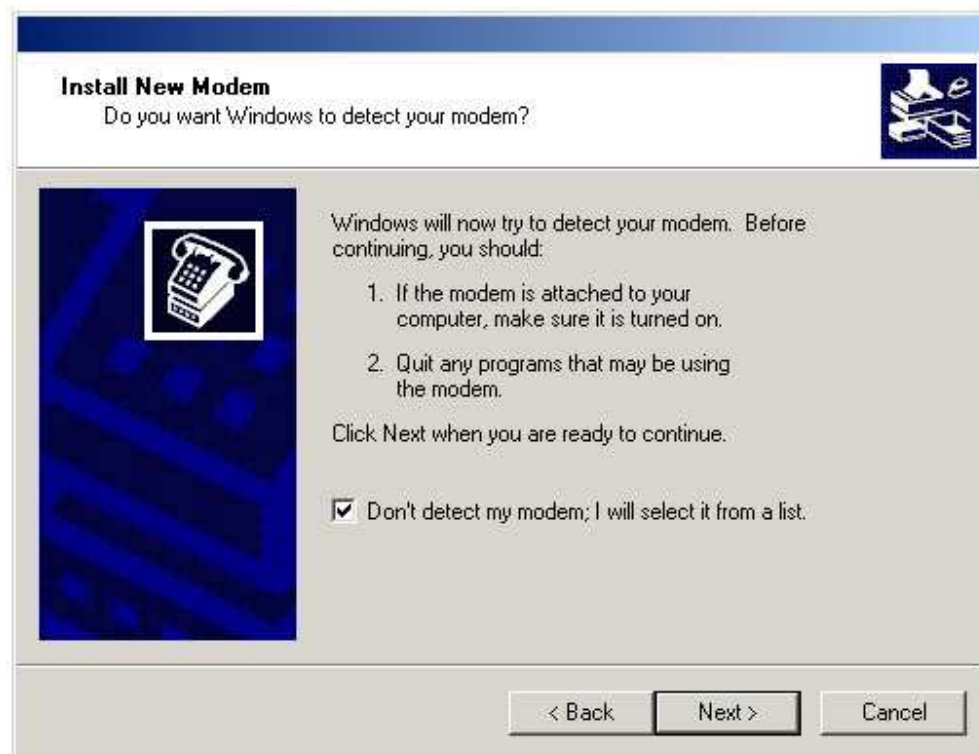 Install New Modem
Do you want Windows to detect your modem?
Windows will now try to detect your modem. Before
continuing, you should:
1. If the modem is attached to your
computer, make sure it is turned on.
2. Quit any programs that may be using
the modem.
Click Next when you are ready to continue.
Don't detect my modem; I will select it from a list.
< Back
Next >
Cancel